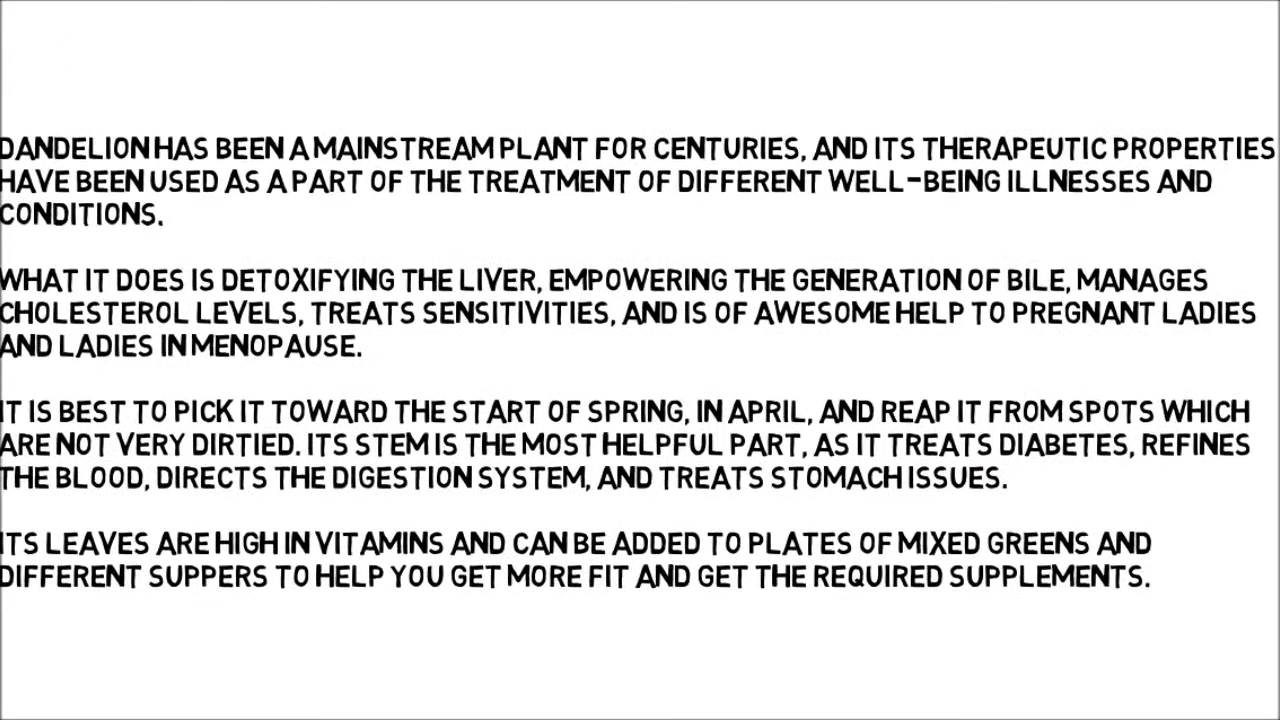 DANDELION HAS BEEN A MAINSTREAM PLANT FOR CENTURIES, AND ITS THERAPEUTIC PROPERTIES
HAVE BEEN USED AS A PART OF THE TREATMENT OF DIFFERENT WELL-BEING ILLNESSES AND
CONDITIONS.
WHAT IT DOES IS DETOXIFYING THE LIVER, EMPOWERING THE GENERATION OF BILE, MANAGES
CHOLESTEROL LEVELS, TREATS SENSITIVITIES, AND IS OF AWESOME HELP TO PREGNANT LADIES
AND LADIES IN MENOPAUSE.
IT IS BEST TO PICK IT TOWARD THE START OF SPRING, IN APRIL, AND REAP IT FROM SPOTS WHICH
ARE NOT VERY DIRTIED. ITS STEM IS THE MOST HELPFUL PART, AS IT TREATS DIABETES, REFINES
THE BLOOD, DIRECTS THE DIGESTION SYSTEM, AND TREATS STOMACH ISSUES.
ITS LEAVES ARE HIGH IN VITAMINS AND CAN BE ADDED TO PLATES OF MIXED GREENS AND
DIFFERENT SUPPERS TO HELP YOU GET MORE FIT AND GET THE REQUIRED SUPPLEMENTS.